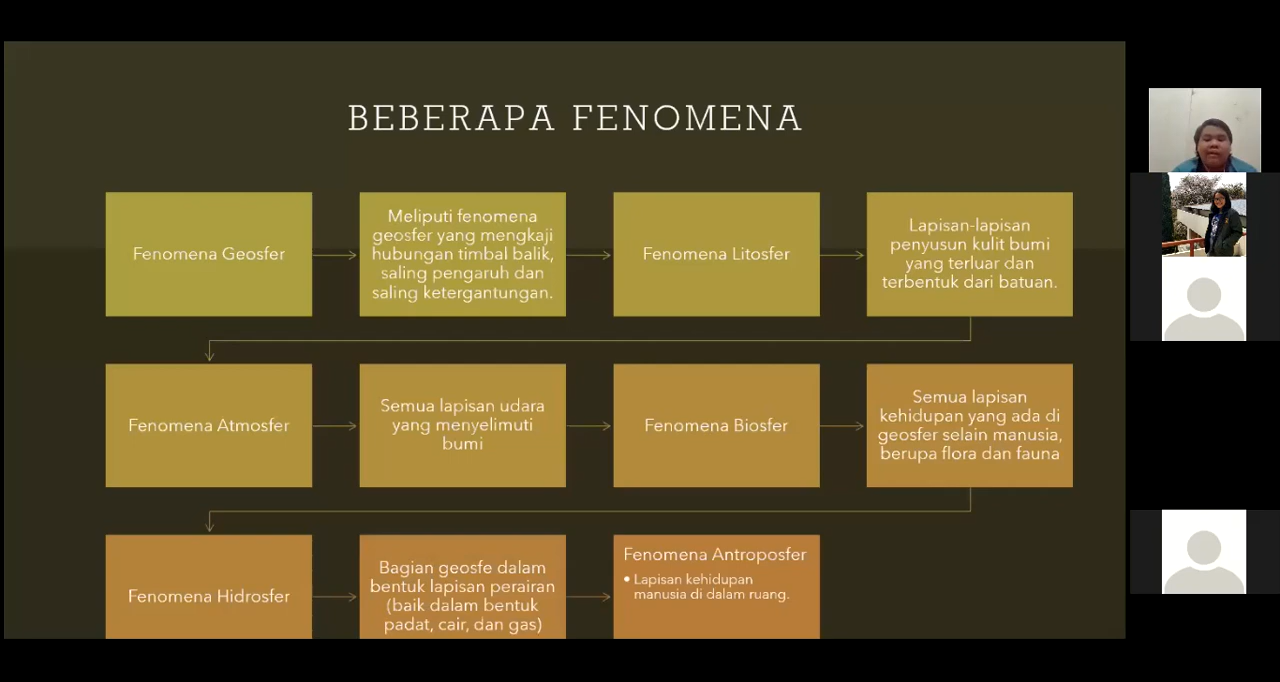 BEBERAPA FENOMENA
Fenomena Geosfer
Meliputi fenomena
geosfer yang mengkaji
hubungan timbal balik,
saling pengaruh dan
saling ketergantungan.
Fenomena Litosfer
Lapisan-lapisan
penyusun kulit bumi
yang terluar dan
terbentuk dari batuan.
Fenomena Atmosfer
Semua lapisan udara
yang menyelimuti
bumi
Fenomena Biosfer
Semua lapisan
kehidupan yang ada di
geosfer selain manusia,
berupa flora dan fauna
Fenomena Hidrosfer
Bagian geosfe dalam
bentuk lapisan perairan
(baik dalam bentuk
padat, cair, dan gas)
Fenomena Antroposfer
• Lapisan kehidupan
manusia di dalam ruang.